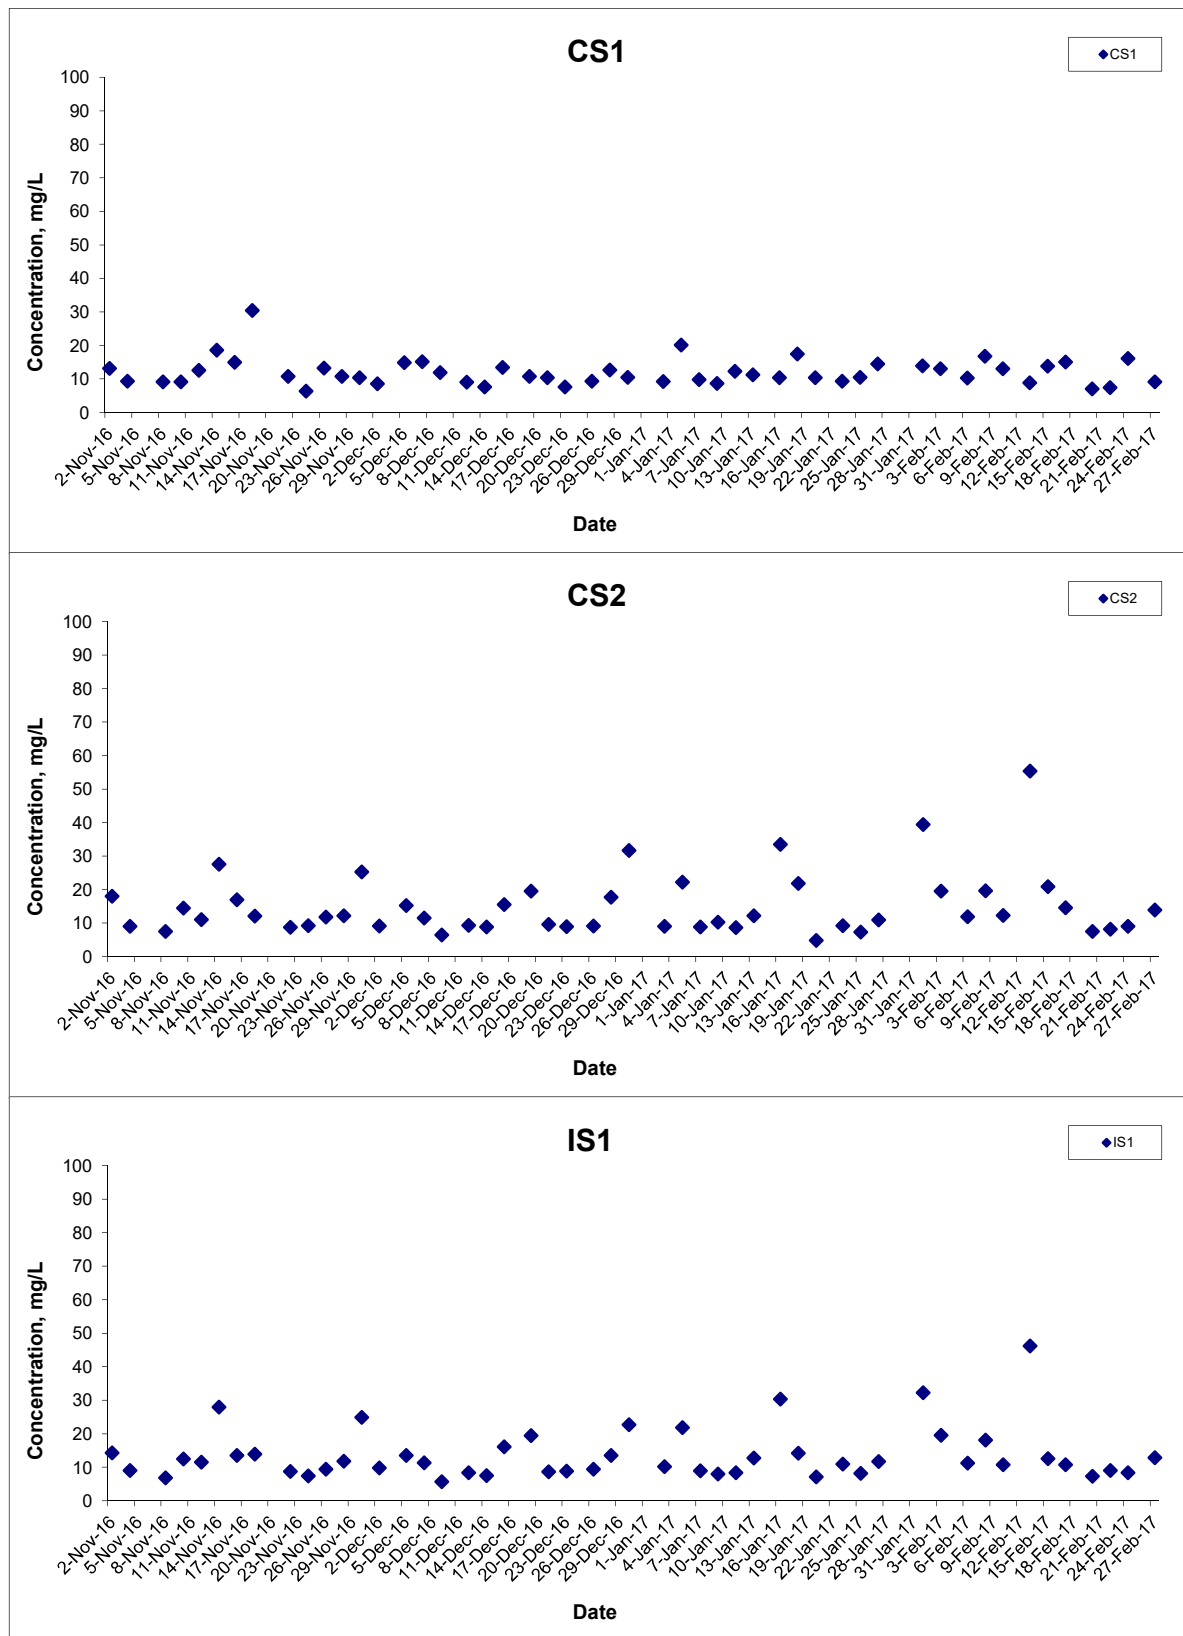 CS1
CS1
100
90
80
70
60
50
40
30
20
10
0
Concentration, mg/L
2-Nov-16
5-Nov-16
8-Nov-16
11-Nov-16
14-Nov-16
17-Nov-16
20-Nov-16
23-Nov-16
26-Nov-16
29-Nov-16
2-Dec-16
5-Dec-16
8-Dec-16
11-Dec-16
14-Dec-16
17-Dec-16
20-Dec-16
23-Dec-16
26-Dec-16
29-Dec-16
1-Jan-17
4-Jan-17
7-Jan-17
10-Jan-17
13-Jan-17
16-Jan-17
19-Jan-17
22-Jan-17
25-Jan-17
28-Jan-17
31-Jan-17
3-Feb-17
6-Feb-17
9-Feb-17
12-Feb-17
15-Feb-17
18-Feb-17
21-Feb-17
24-Feb-17
27-Feb-17
Date
CS2
CS2
100
90
80
70
60
50
40
30
20
10
0
Concentration, mg/L
2-Nov-16
5-Nov-16
8-Nov-16
11-Nov-16
14-Nov-16
17-Nov-16
20-Nov-16
23-Nov-16
26-Nov-16
29-Nov-16
2-Dec-16
5-Dec-16
8-Dec-16
11-Dec-16
14-Dec-16
17-Dec-16
20-Dec-16
23-Dec-16
26-Dec-16
29-Dec-16
1-Jan-17
4-Jan-17
7-Jan-17
10-Jan-17
13-Jan-17
16-Jan-17
19-Jan-17
22-Jan-17
25-Jan-17
28-Jan-17
31-Jan-17
3-Feb-17
6-Feb-17
9-Feb-17
12-Feb-17
15-Feb-17
18-Feb-17
21-Feb-17
24-Feb-17
27-Feb-17
Date
IS1
IS1
100
90
80
70
60
50
40
30
20
10
0
Concentration, mg/L
2-Nov-16
5-Nov-16
8-Nov-16
11-Nov-16
14-Nov-16
17-Nov-16
20-Nov-16
23-Nov-16
26-Nov-16
29-Nov-16
2-Dec-16
5-Dec-16
8-Dec-16
11-Dec-16
14-Dec-16
17-Dec-16
20-Dec-16
23-Dec-16
26-Dec-16
29-Dec-16
1-Jan-17
4-Jan-17
7-Jan-17
10-Jan-17
13-Jan-17
16-Jan-17
19-Jan-17
22-Jan-17
25-Jan-17
28-Jan-17
31-Jan-17
3-Feb-17
6-Feb-17
9-Feb-17
12-Feb-17
15-Feb-17
18-Feb-17
21-Feb-17
24-Feb-17
27-Feb-17
Date